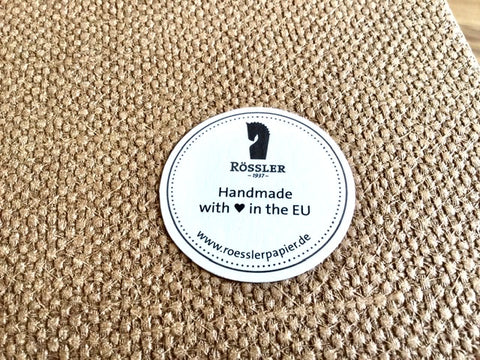 RÖSSLER
– 1937 –
Handmade
with ♥ in the EU
www.roesslerpapier.de